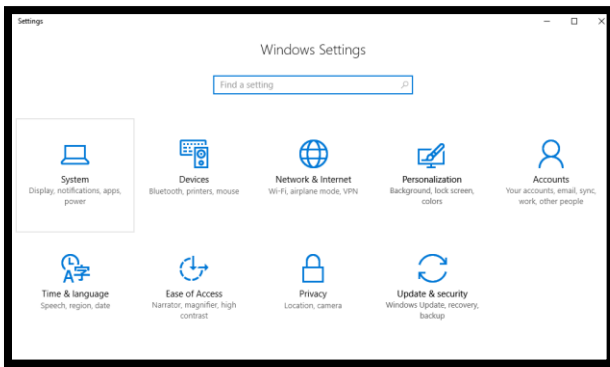 Settings
Windows Settings
Find a setting
System
Display, notifications, apps,
power
Devices
Bluetooth, printers, mouse
Network & Internet
Wi-Fi, airplane mode, VPN
Personalization
Background, lock screen,
colors
Accounts
Your accounts, email, sync,
work, other people
A字
Time & language
Speech, region, date
Ease of Access
Narrator, magnifier, high
contrast
Privacy
Location, camera
Update & security
Windows Update, recovery,
backup